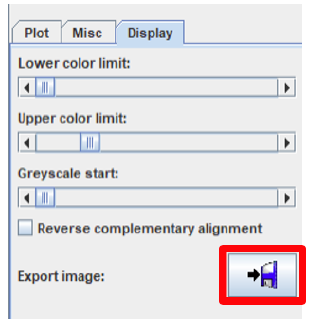 Plot Misc Display
Lower color limit:
Upper color limit:
Greyscale start:
Reverse complementary alignment
Export image: